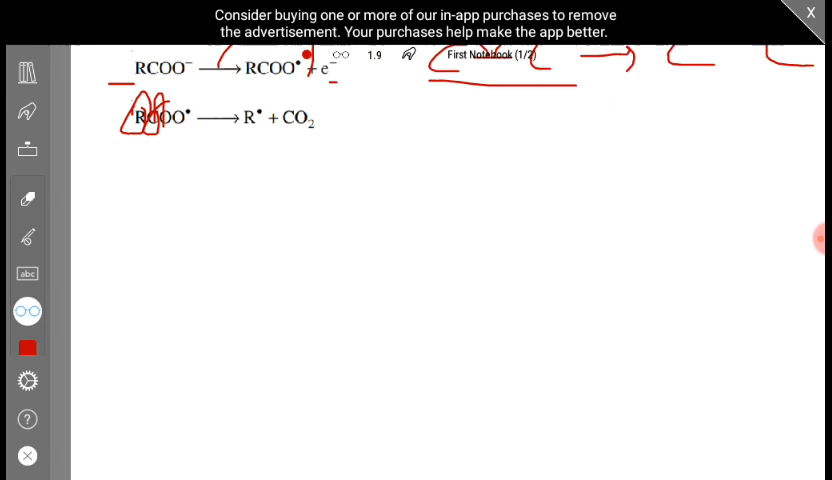 Consider buying one or more of our in-app purchases to remove
the advertisement. Your purchases help make the app better.
X
1.9 First Notebook (1/2)
RCOO⁻ ⟶ RCOO• + e⁻
RCOO• ⟶ R• + CO₂
abc
?